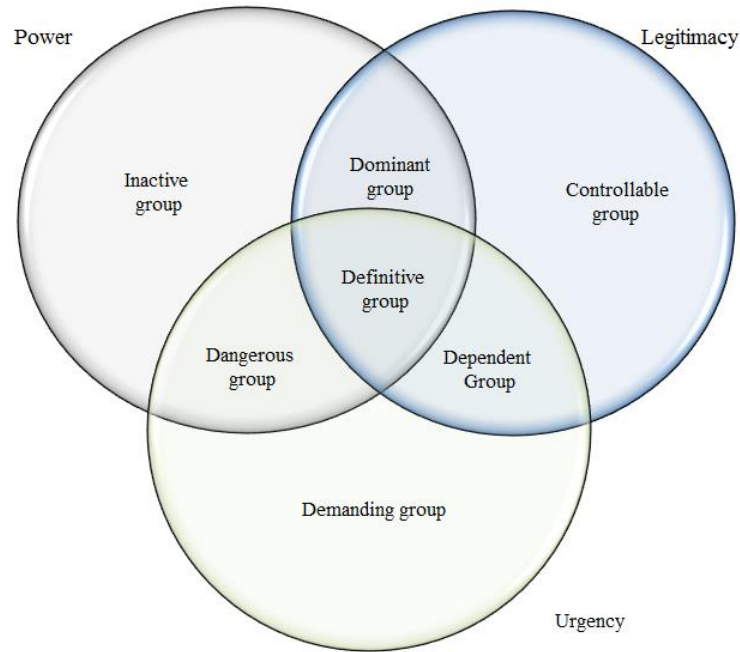 Power
Legitimacy
Inactive
group
Dominant
group
Controllable
group
Definitive
group
Dangerous
group
Dependent
Group
Demanding group
Urgency